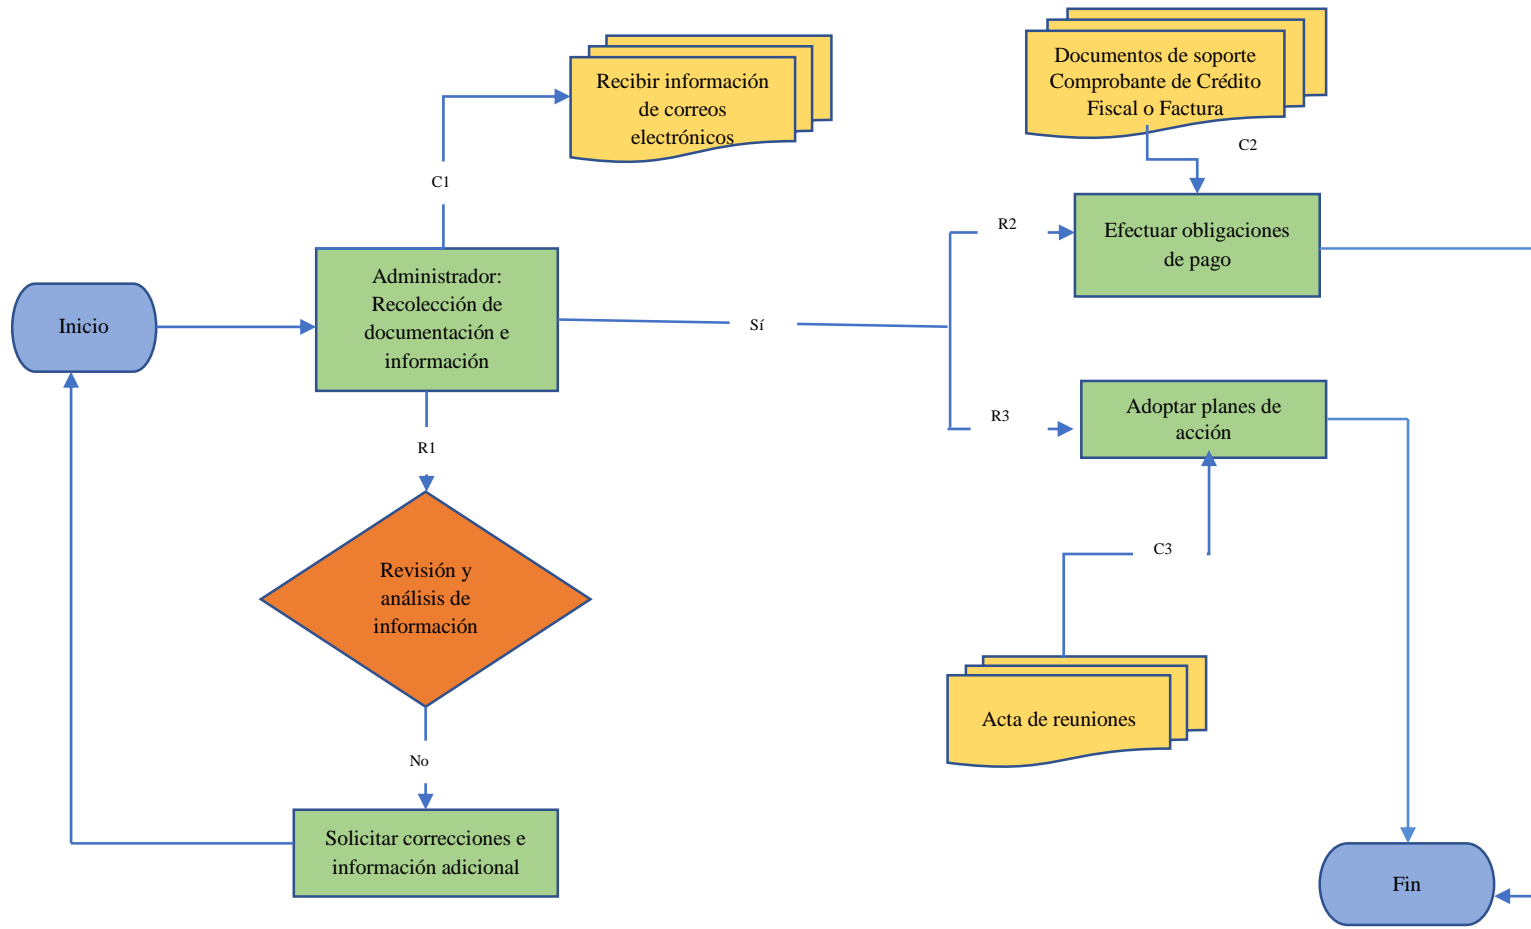 Recibir información
de correos
electrónicos
Documentos de soporte
Comprobante de Crédito
Fiscal o Factura
C2
C1
R2
Efectuar obligaciones
de pago
Administrador:
Recolección de
documentación e
información
Inicio
Sí
R3
Adoptar planes de
acción
R1
C3
Revisión y
análisis de
información
Acta de reuniones
No
Solicitar correcciones e
información adicional
Fin